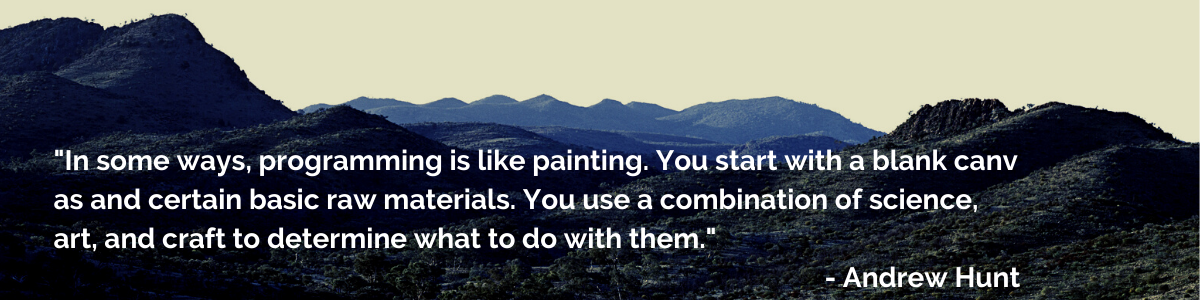 "In some ways, programming is like painting. You start with a blank canv
as and certain basic raw materials. You use a combination of science,
art, and craft to determine what to do with them."
- Andrew Hunt